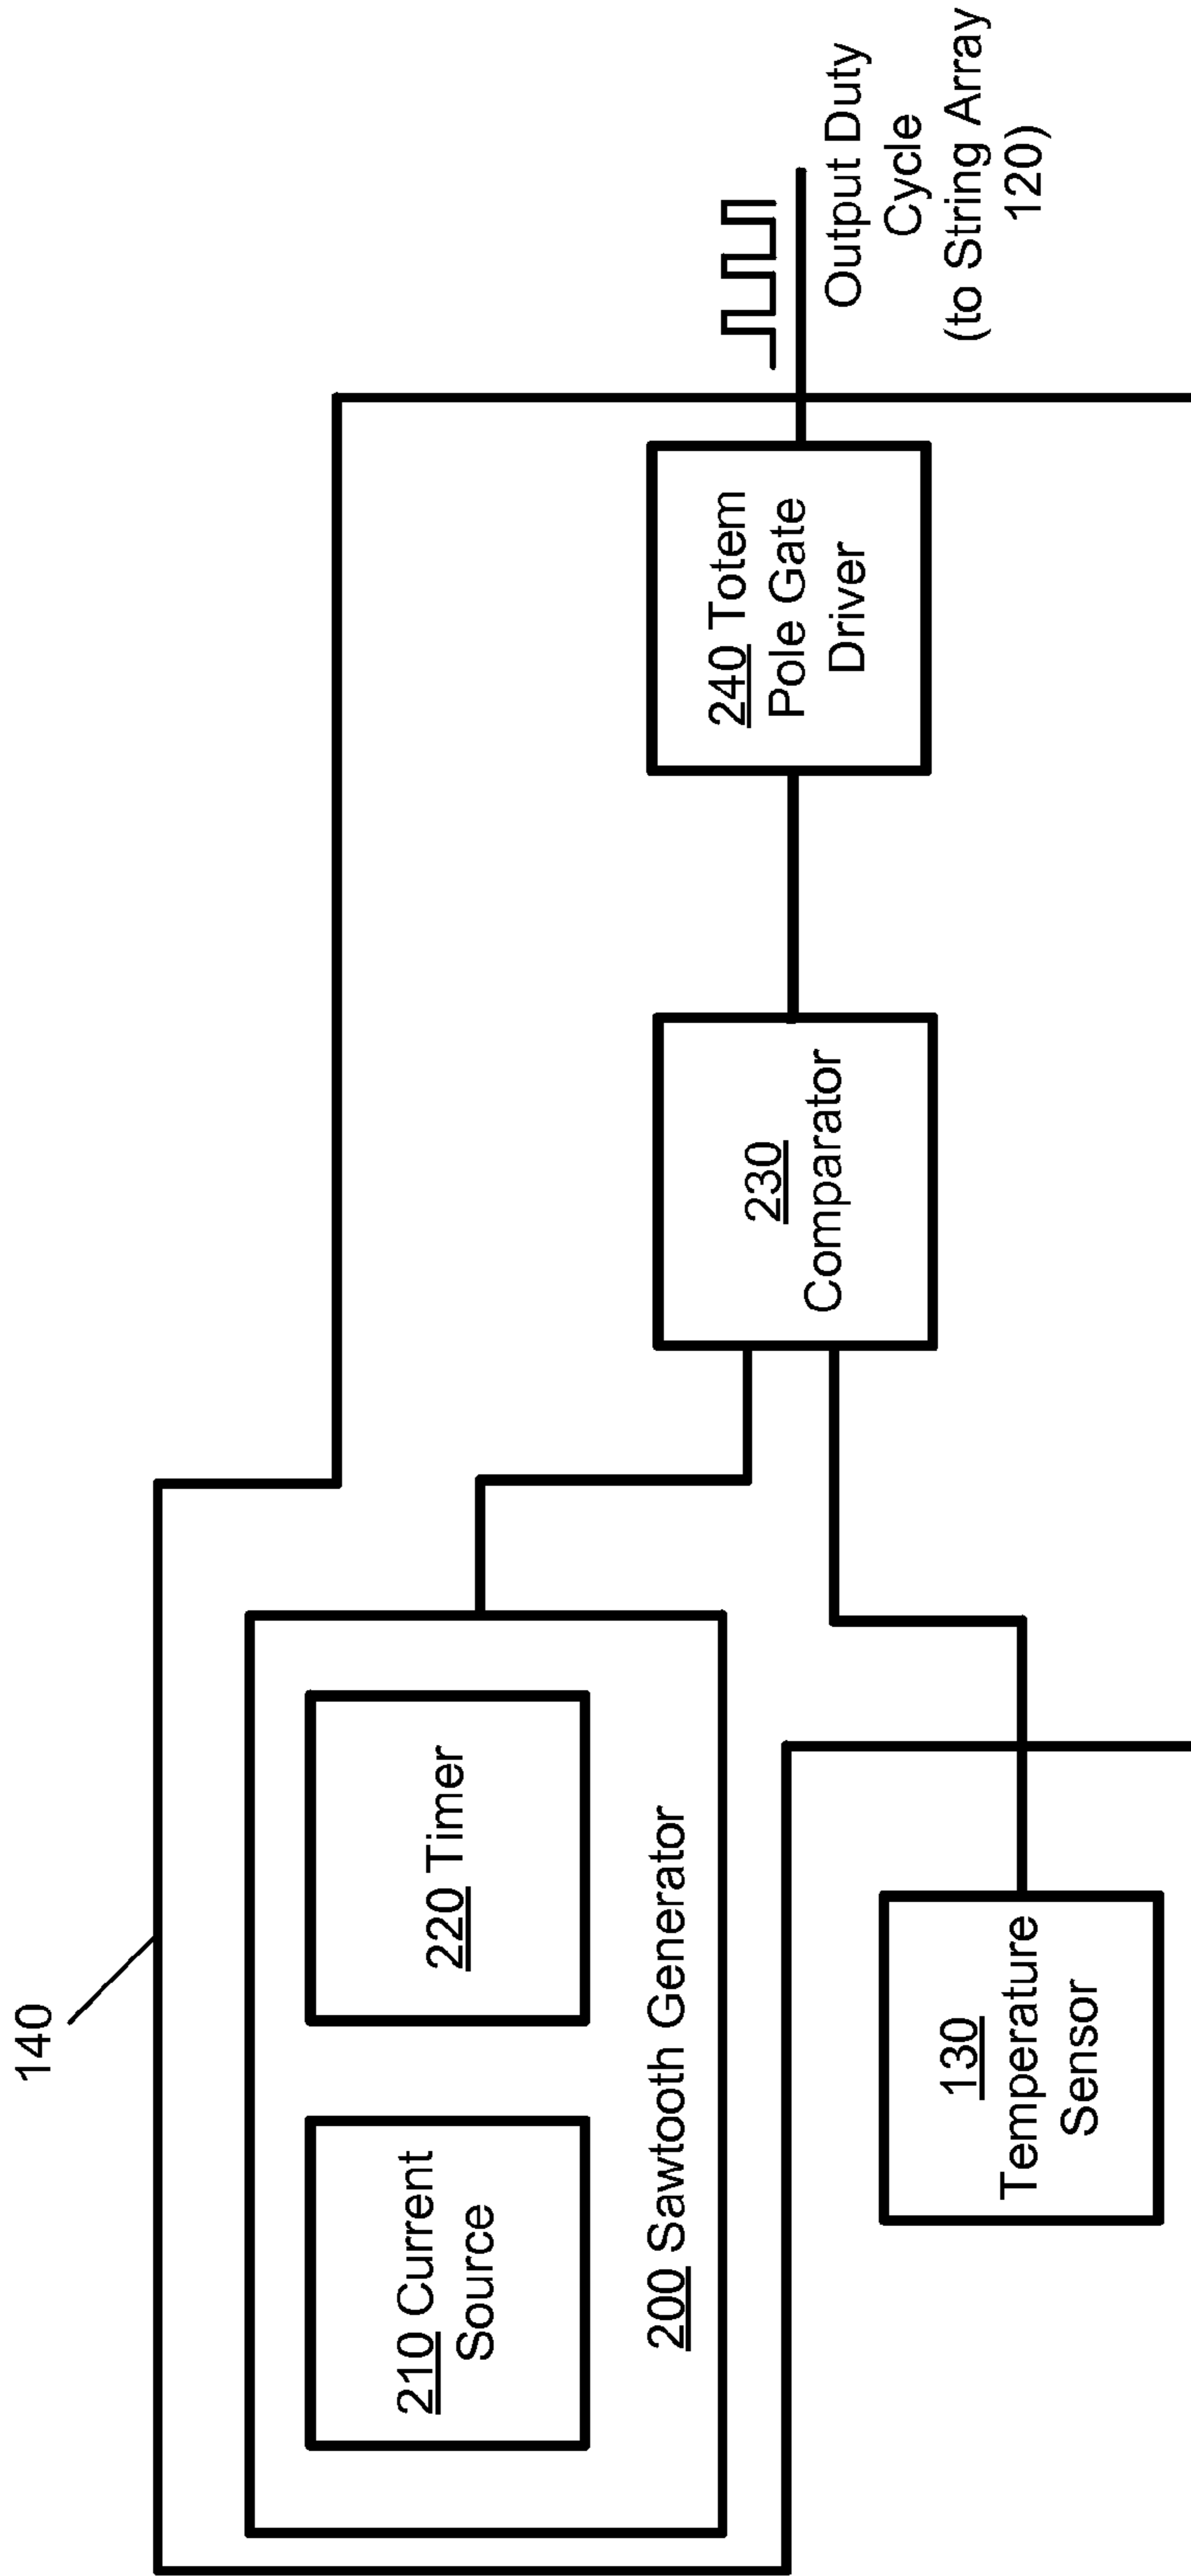 140
210 Current
Source
220 Timer
200 Sawtooth Generator
130
Temperature
Sensor
230
Comparator
240 Totem
Pole Gate
Driver
Output Duty
Cycle
(to String Array
120)